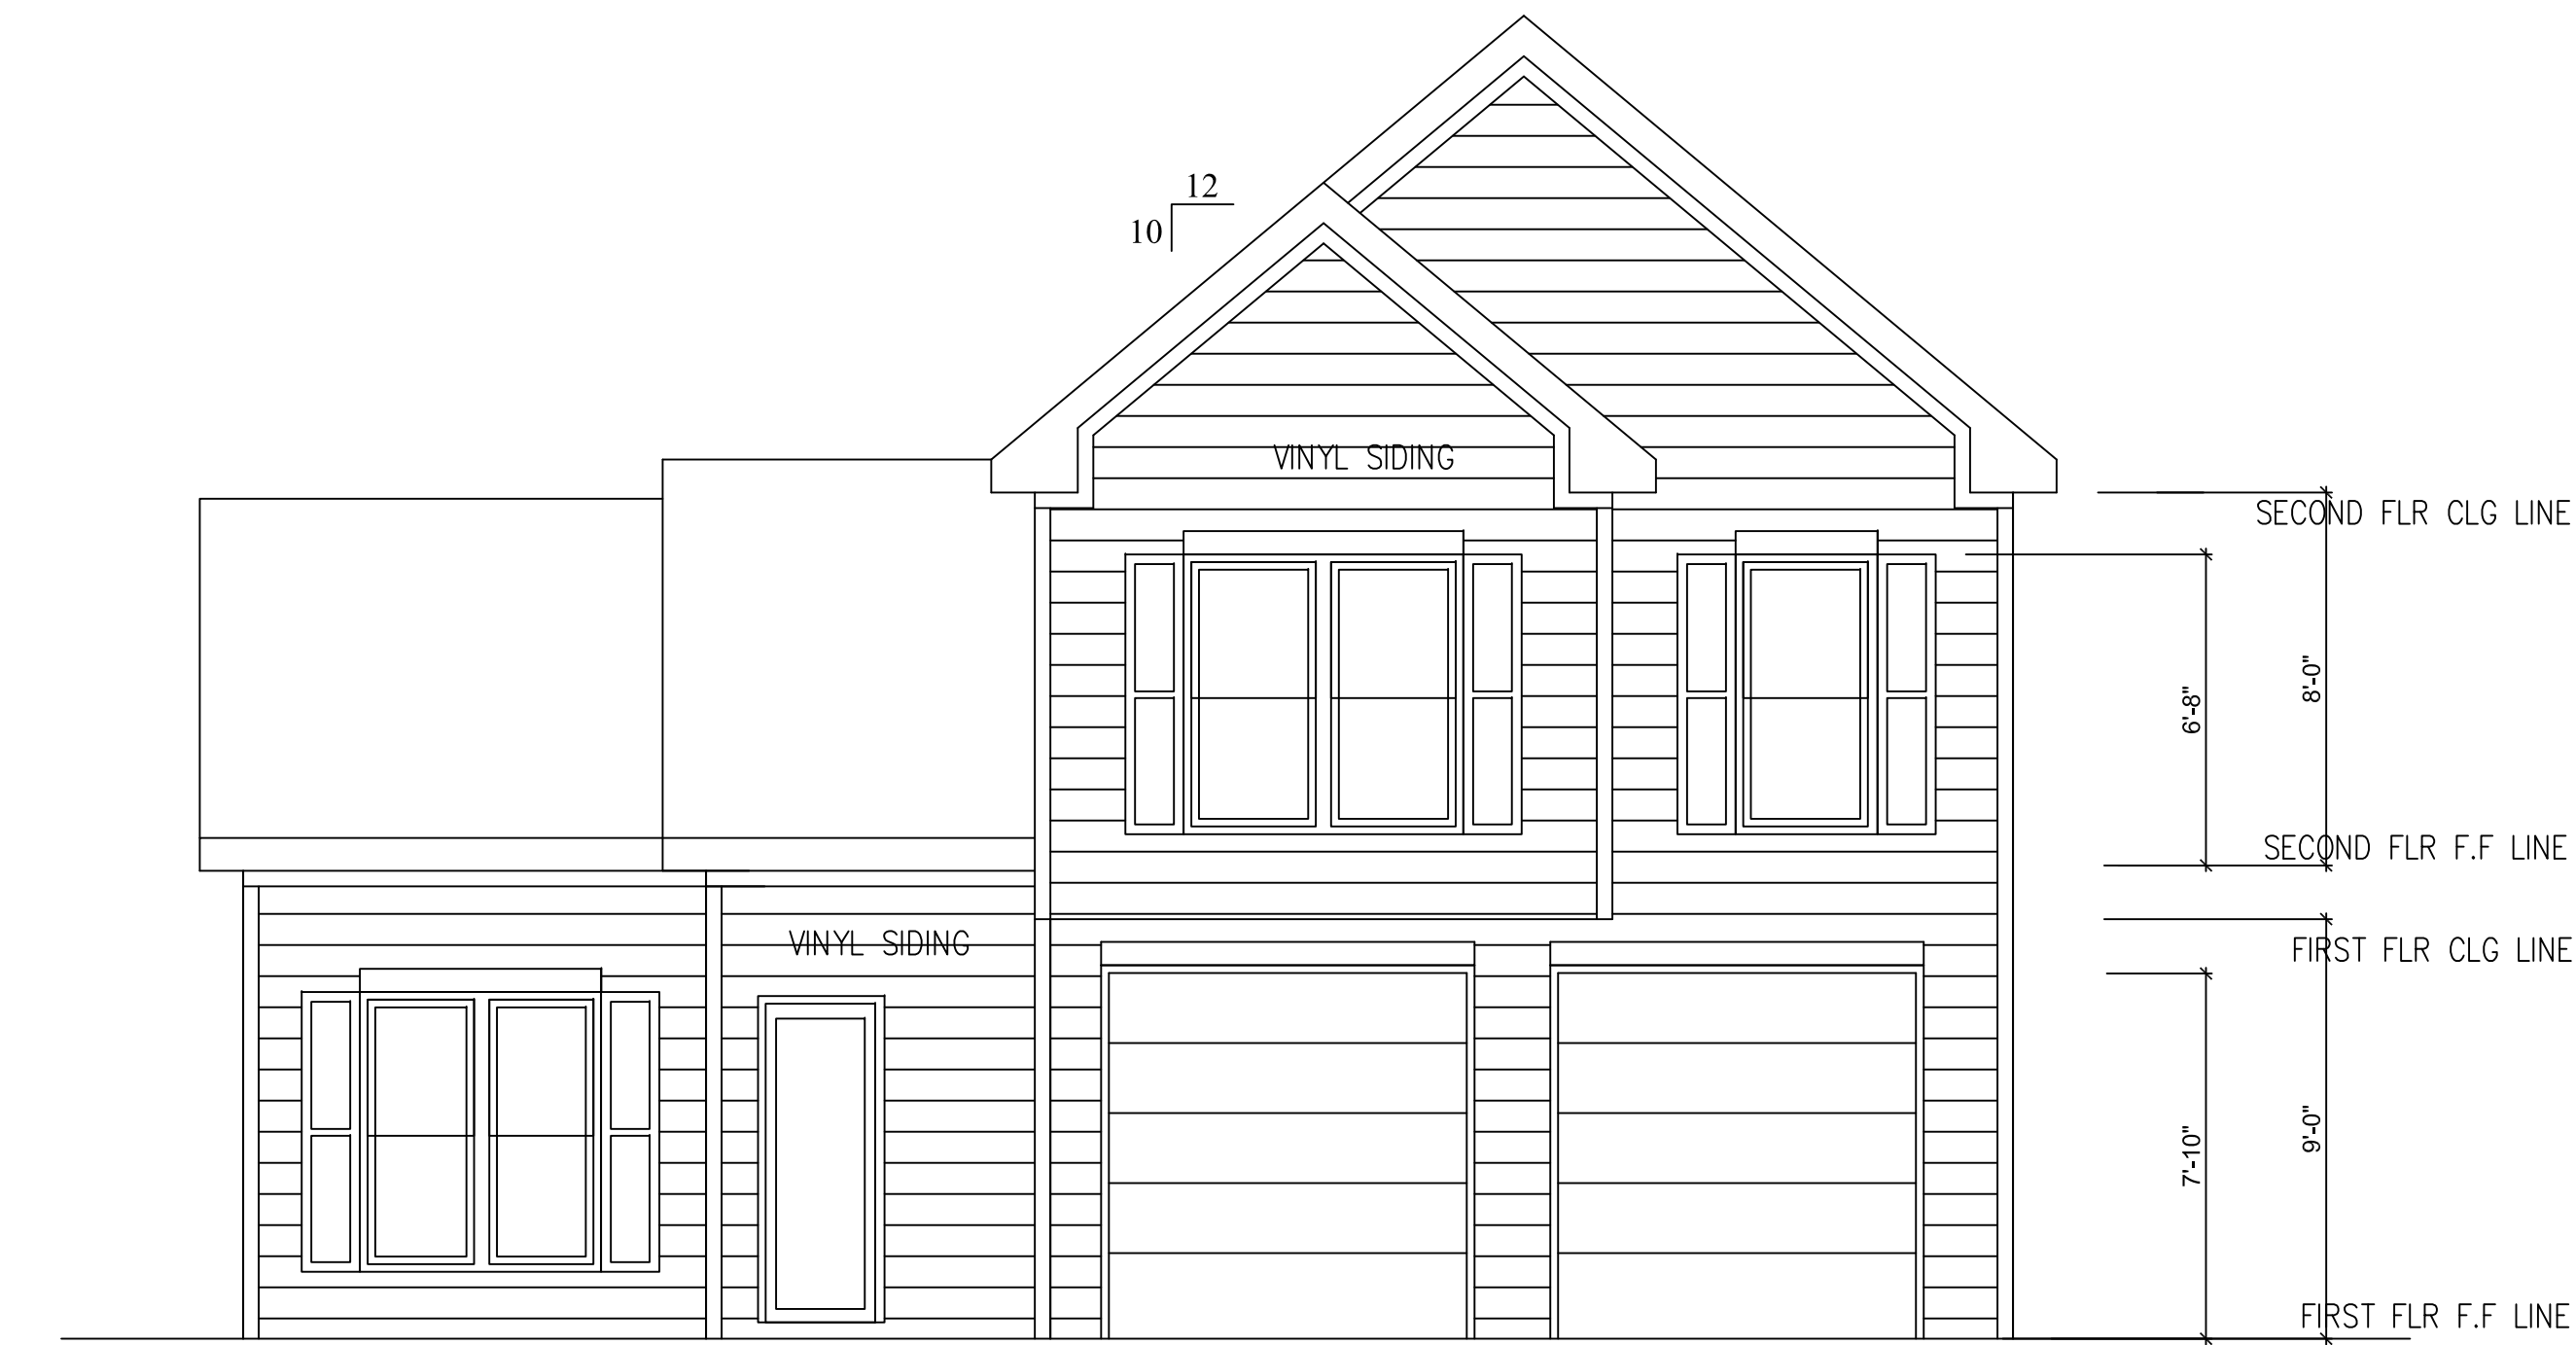 12
10
VINYL SIDING
SECOND FLR CLG LINE
6'-8"
8'-0"
SECOND FLR F.F LINE
VINYL SIDING
FIRST FLR CLG LINE
7'-10"
9'-0"
FIRST FLR F.F LINE